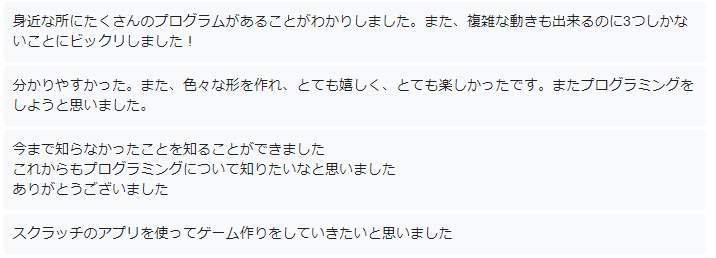 身近な所にたくさんのプログラムがあることがわかりしました。また、複雑な動きも出来るのに3つしかな
いことにビックリしました！
分かりやすかった。また、色々な形を作れ、とても嬉しく、とても楽しかったです。またプログラミングを
しようと思いました。
今まで知らなかったことを知ることができました
これからもプログラミングについて知りたいなと思いました
ありがとうございました
スクラッチのアプリを使ってゲーム作りをしていきたいと思いました